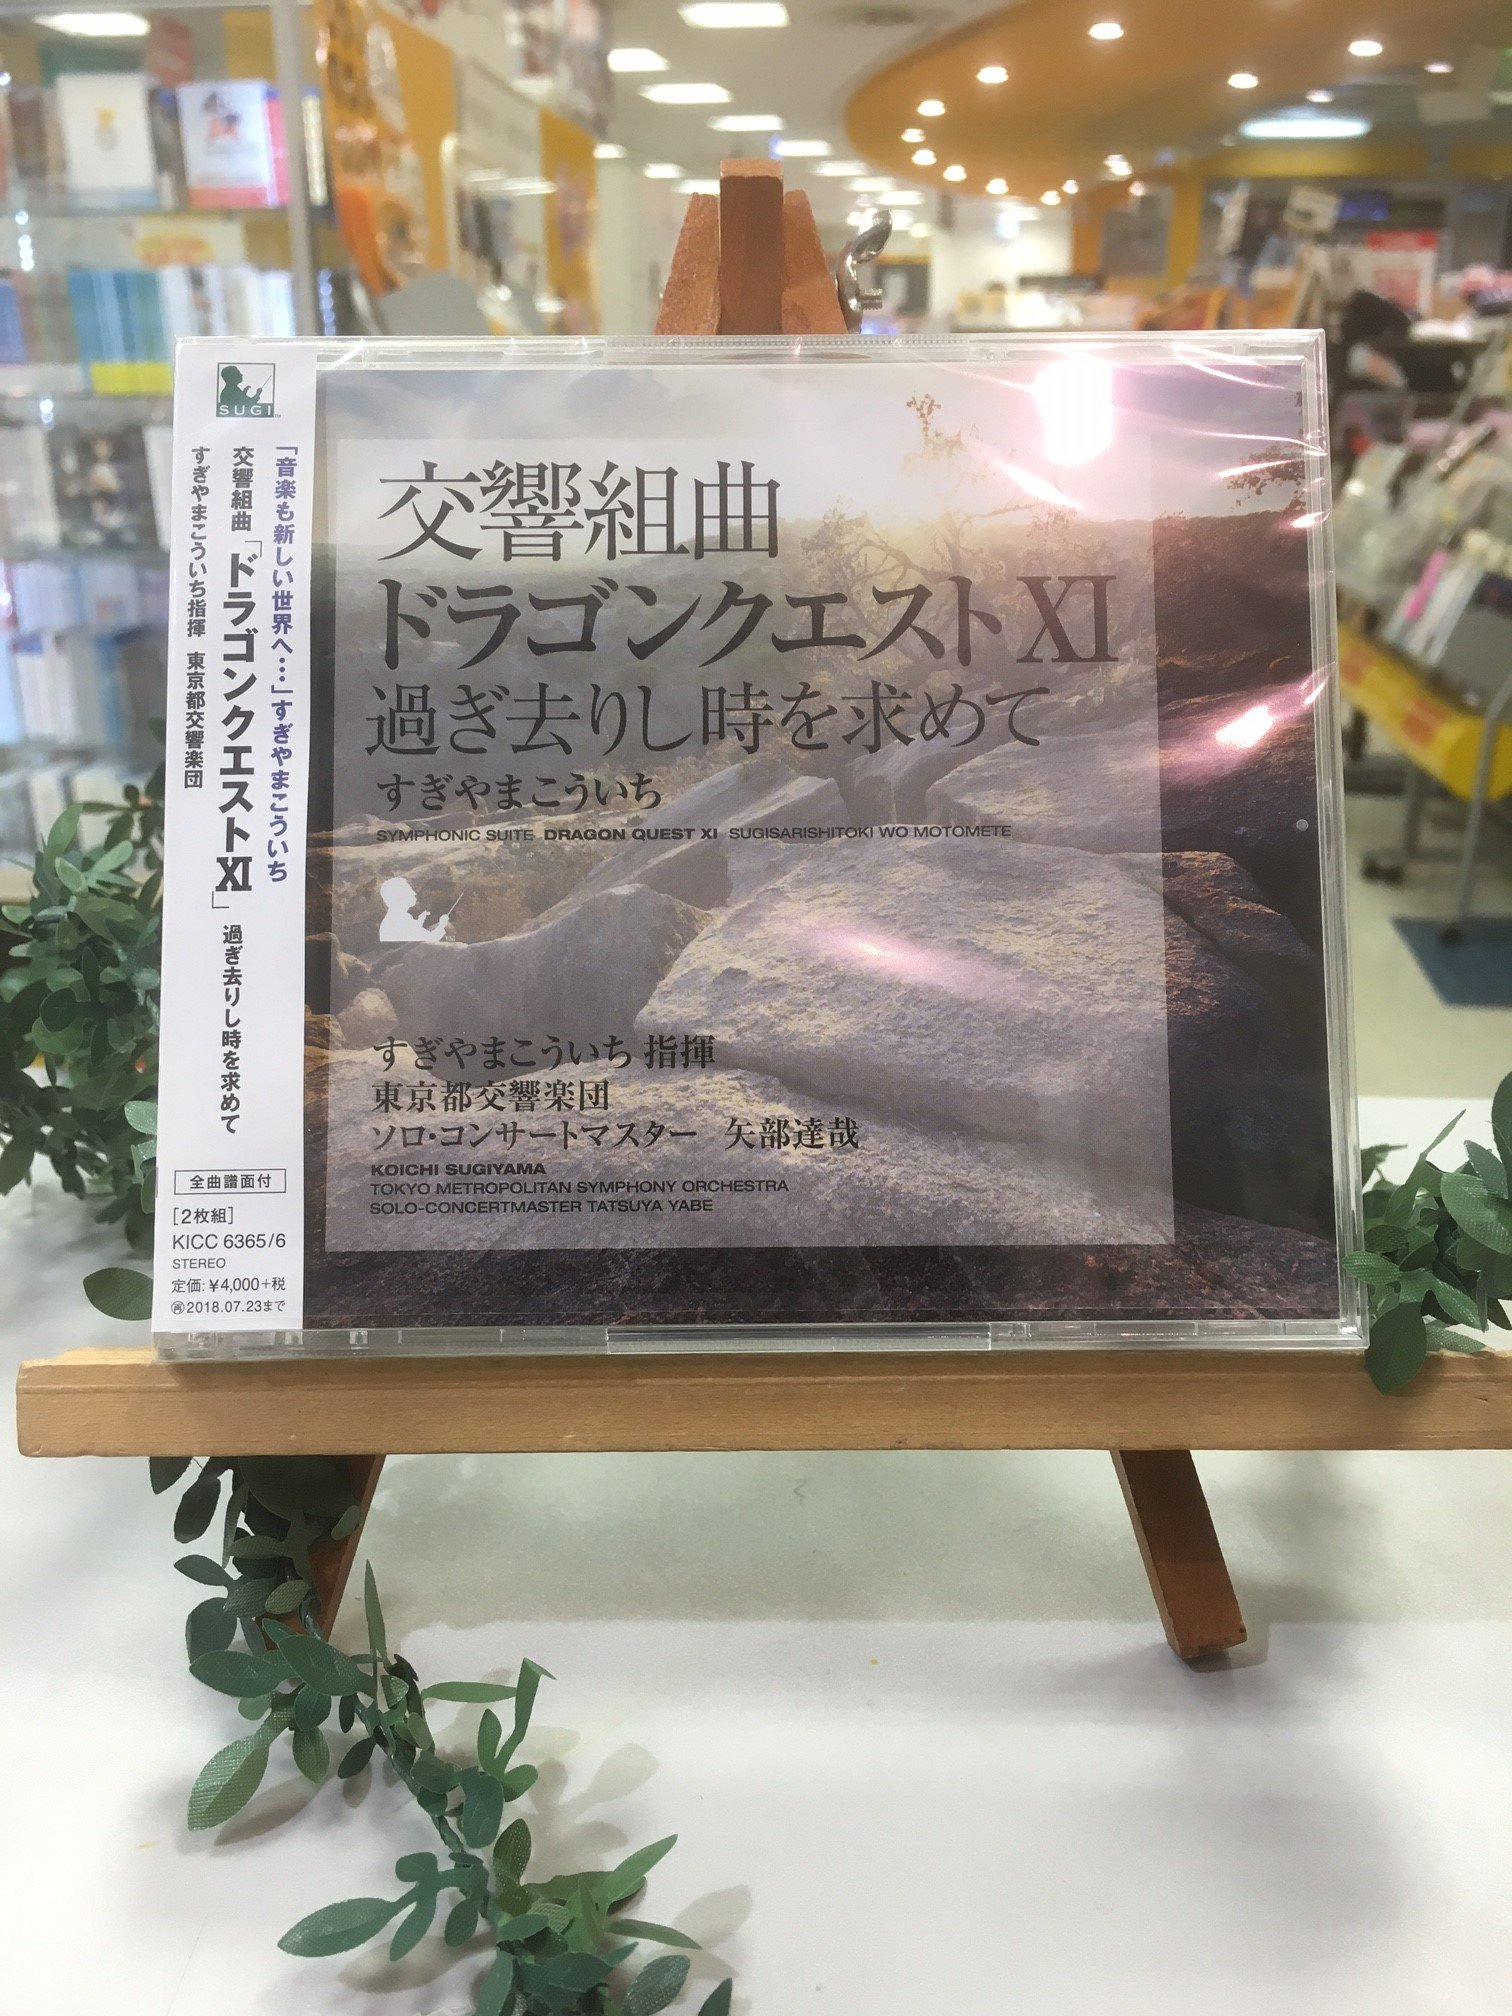 SUGI
「音楽も新しい世界へ…」すぎやまこういち
交響組曲「ドラゴンクエストXI」過ぎ去りし時を求めて
すぎやまこういち指揮 東京都交響楽団
全曲譜面付
[2枚組]
KICC 6365/6
STEREO
定価:¥4,000+税
㊢2018.07.23まで
交響組曲
ドラゴンクエストXI
過ぎ去りし時を求めて
すぎやまこういち
SYMPHONIC SUITE DRAGON QUEST XI SUGISARISHITOKI WO MOTOMETE
すぎやまこういち 指揮
東京都交響楽団
ソロ・コンサートマスター 矢部達哉
KOICHI SUGIYAMA
TOKYO METROPOLITAN SYMPHONY ORCHESTRA
SOLO-CONCERTMASTER TATSUYA YABE